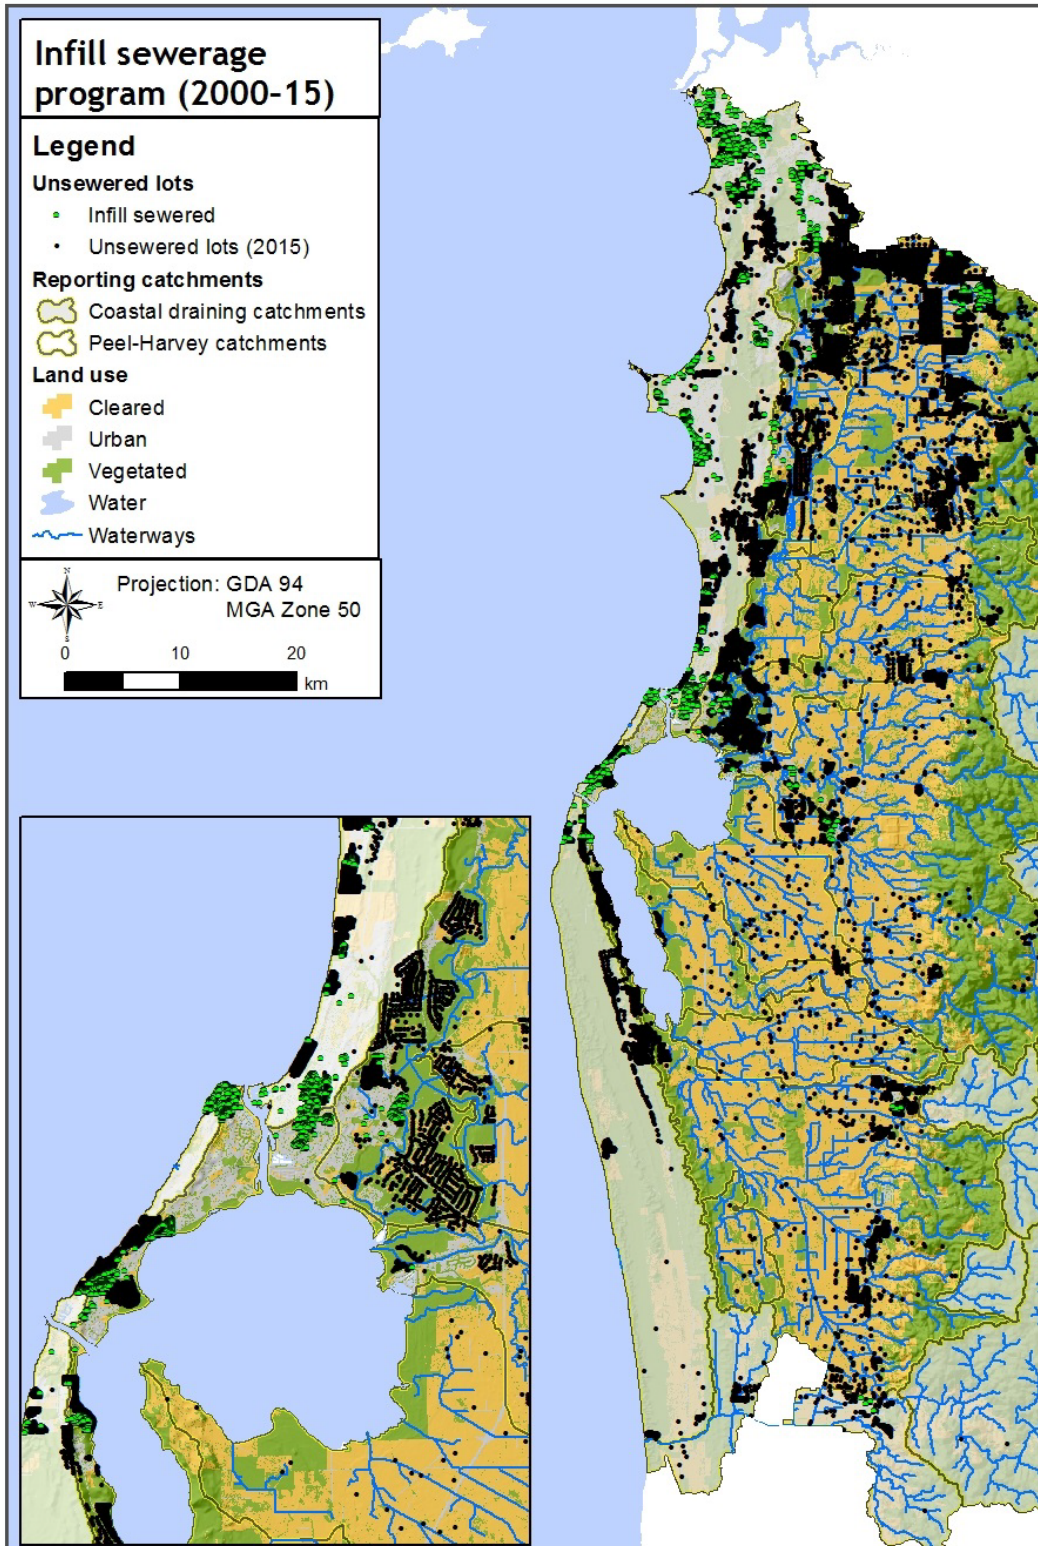 Infill sewerage
program (2000-15)
Legend
Unsewered lots
Infill sewered
Unsewered lots (2015)
Reporting catchments
Coastal draining catchments
Peel-Harvey catchments
Land use
Cleared
Urban
Vegetated
Water
Waterways
N
W E
S
Projection: GDA 94
MGA Zone 50
0 10 20
km